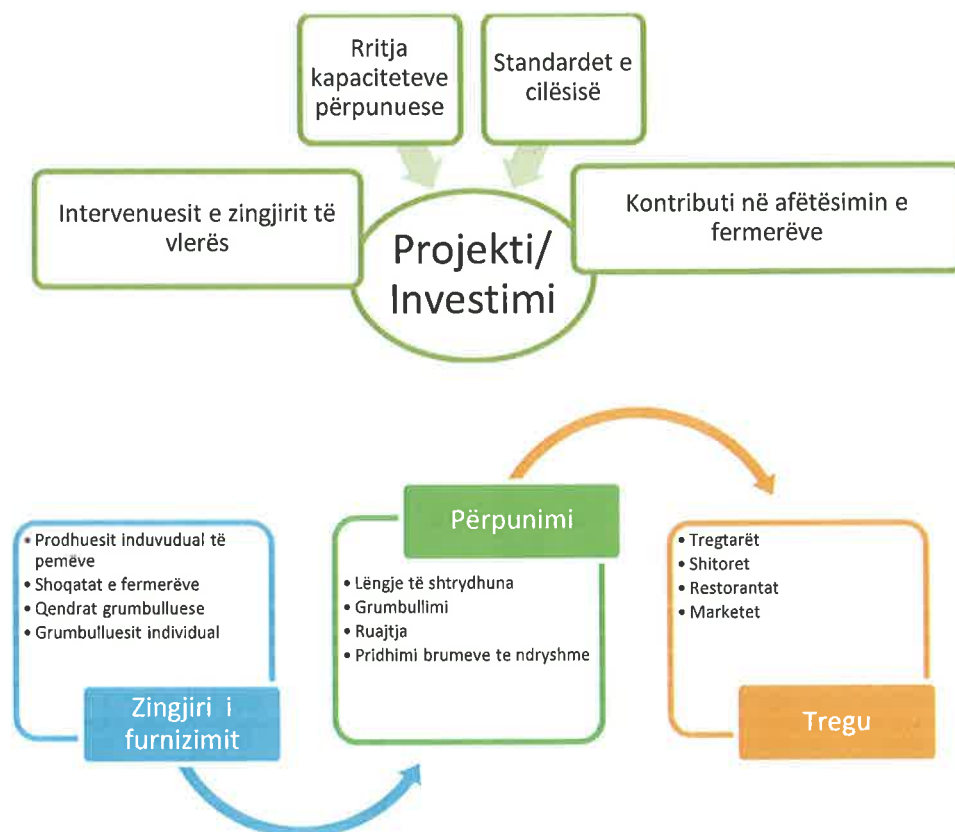 Rritja
kapaciteteve
përpunuese
Standardet e
cilësisë
Intervenuesit e zingjirit të
vlerës
Kontributi në afëtësimin e
fermerëve
Projekti/
Investimi
• Prodhuesit induvudual të
pemëve
• Shoqatat e fermerëve
• Qendrat grumbulluese
• Grumbulluesit individual
Zingjiri i
furnizimit
Përpunimi
• Lëngje të shtrydhuna
• Grumbullimi
• Ruajtja
• Pridhimi brumeve te ndryshme
• Tregtarët
• Shitoret
• Restorantat
• Marketet
Tregu